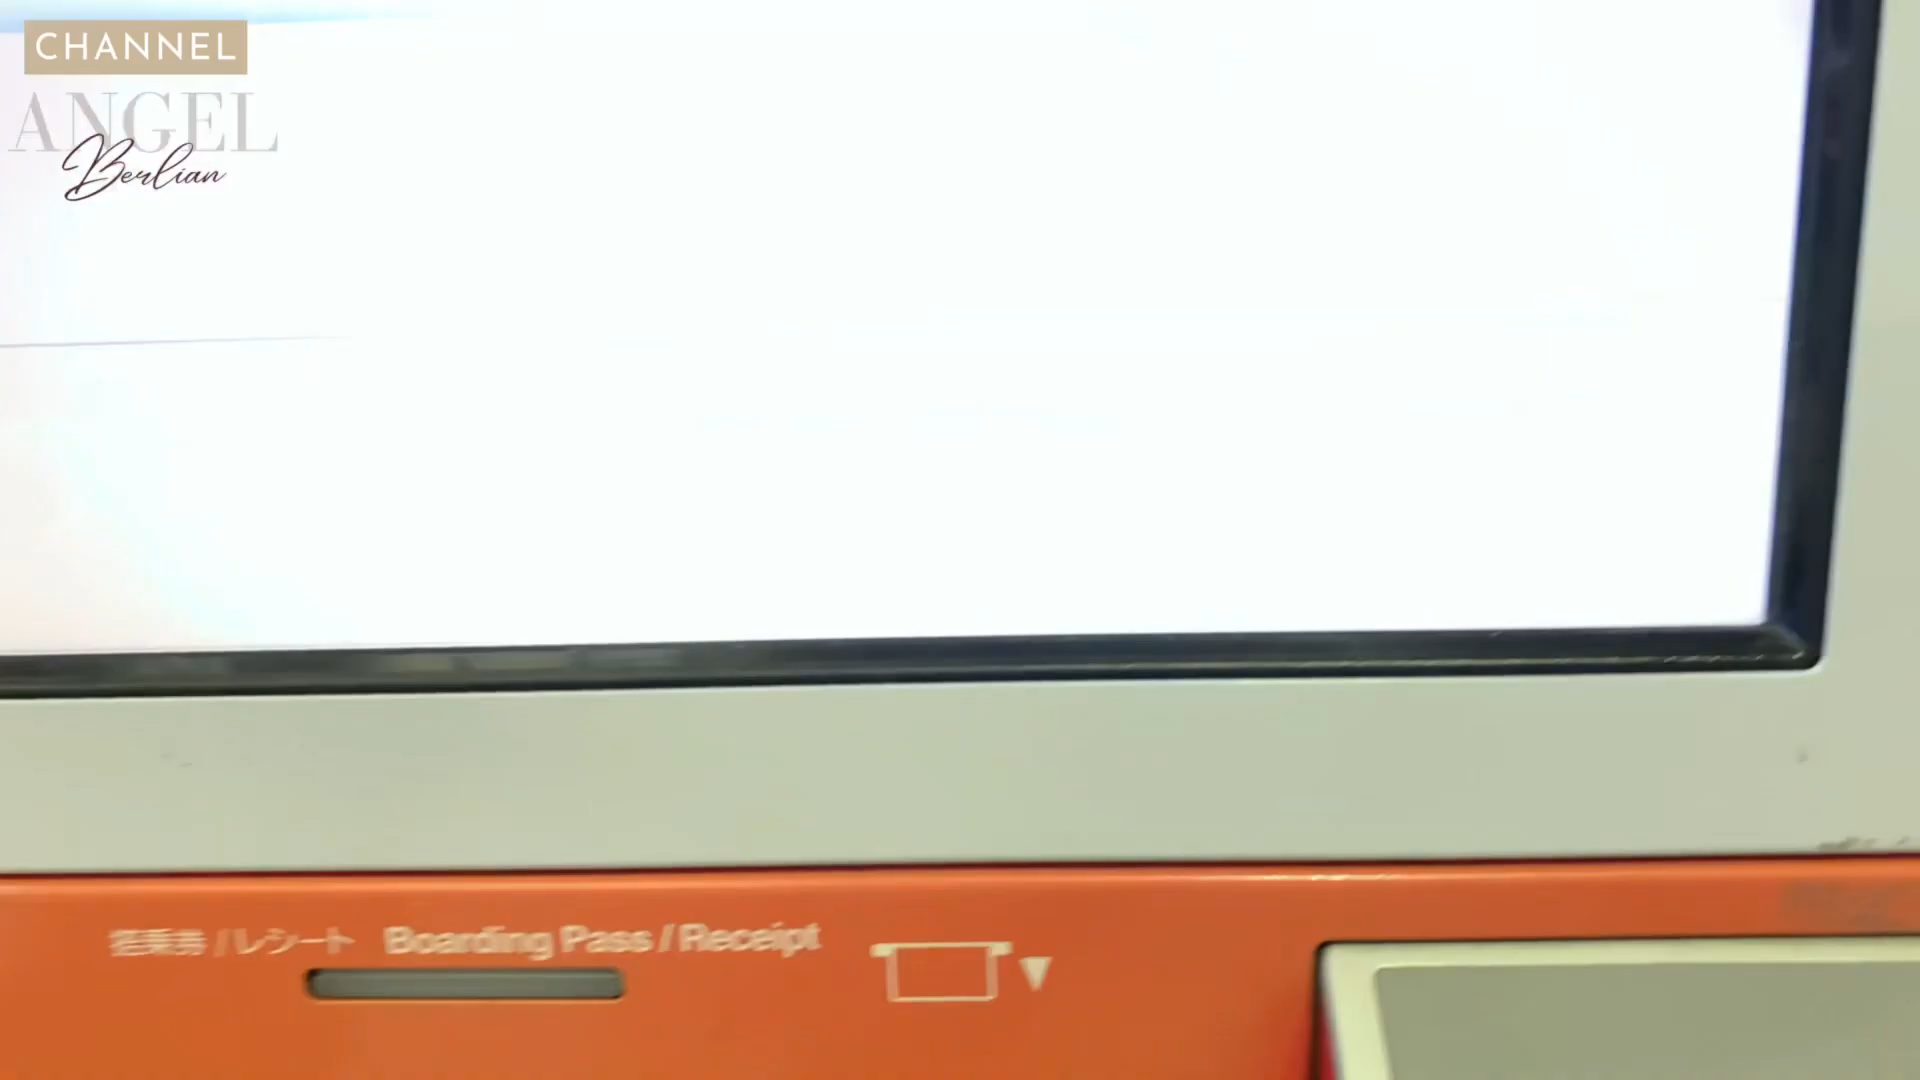 CHANNEL
ANGEL
Berlian
搭乗券 / レシート Boarding Pass / Receipt